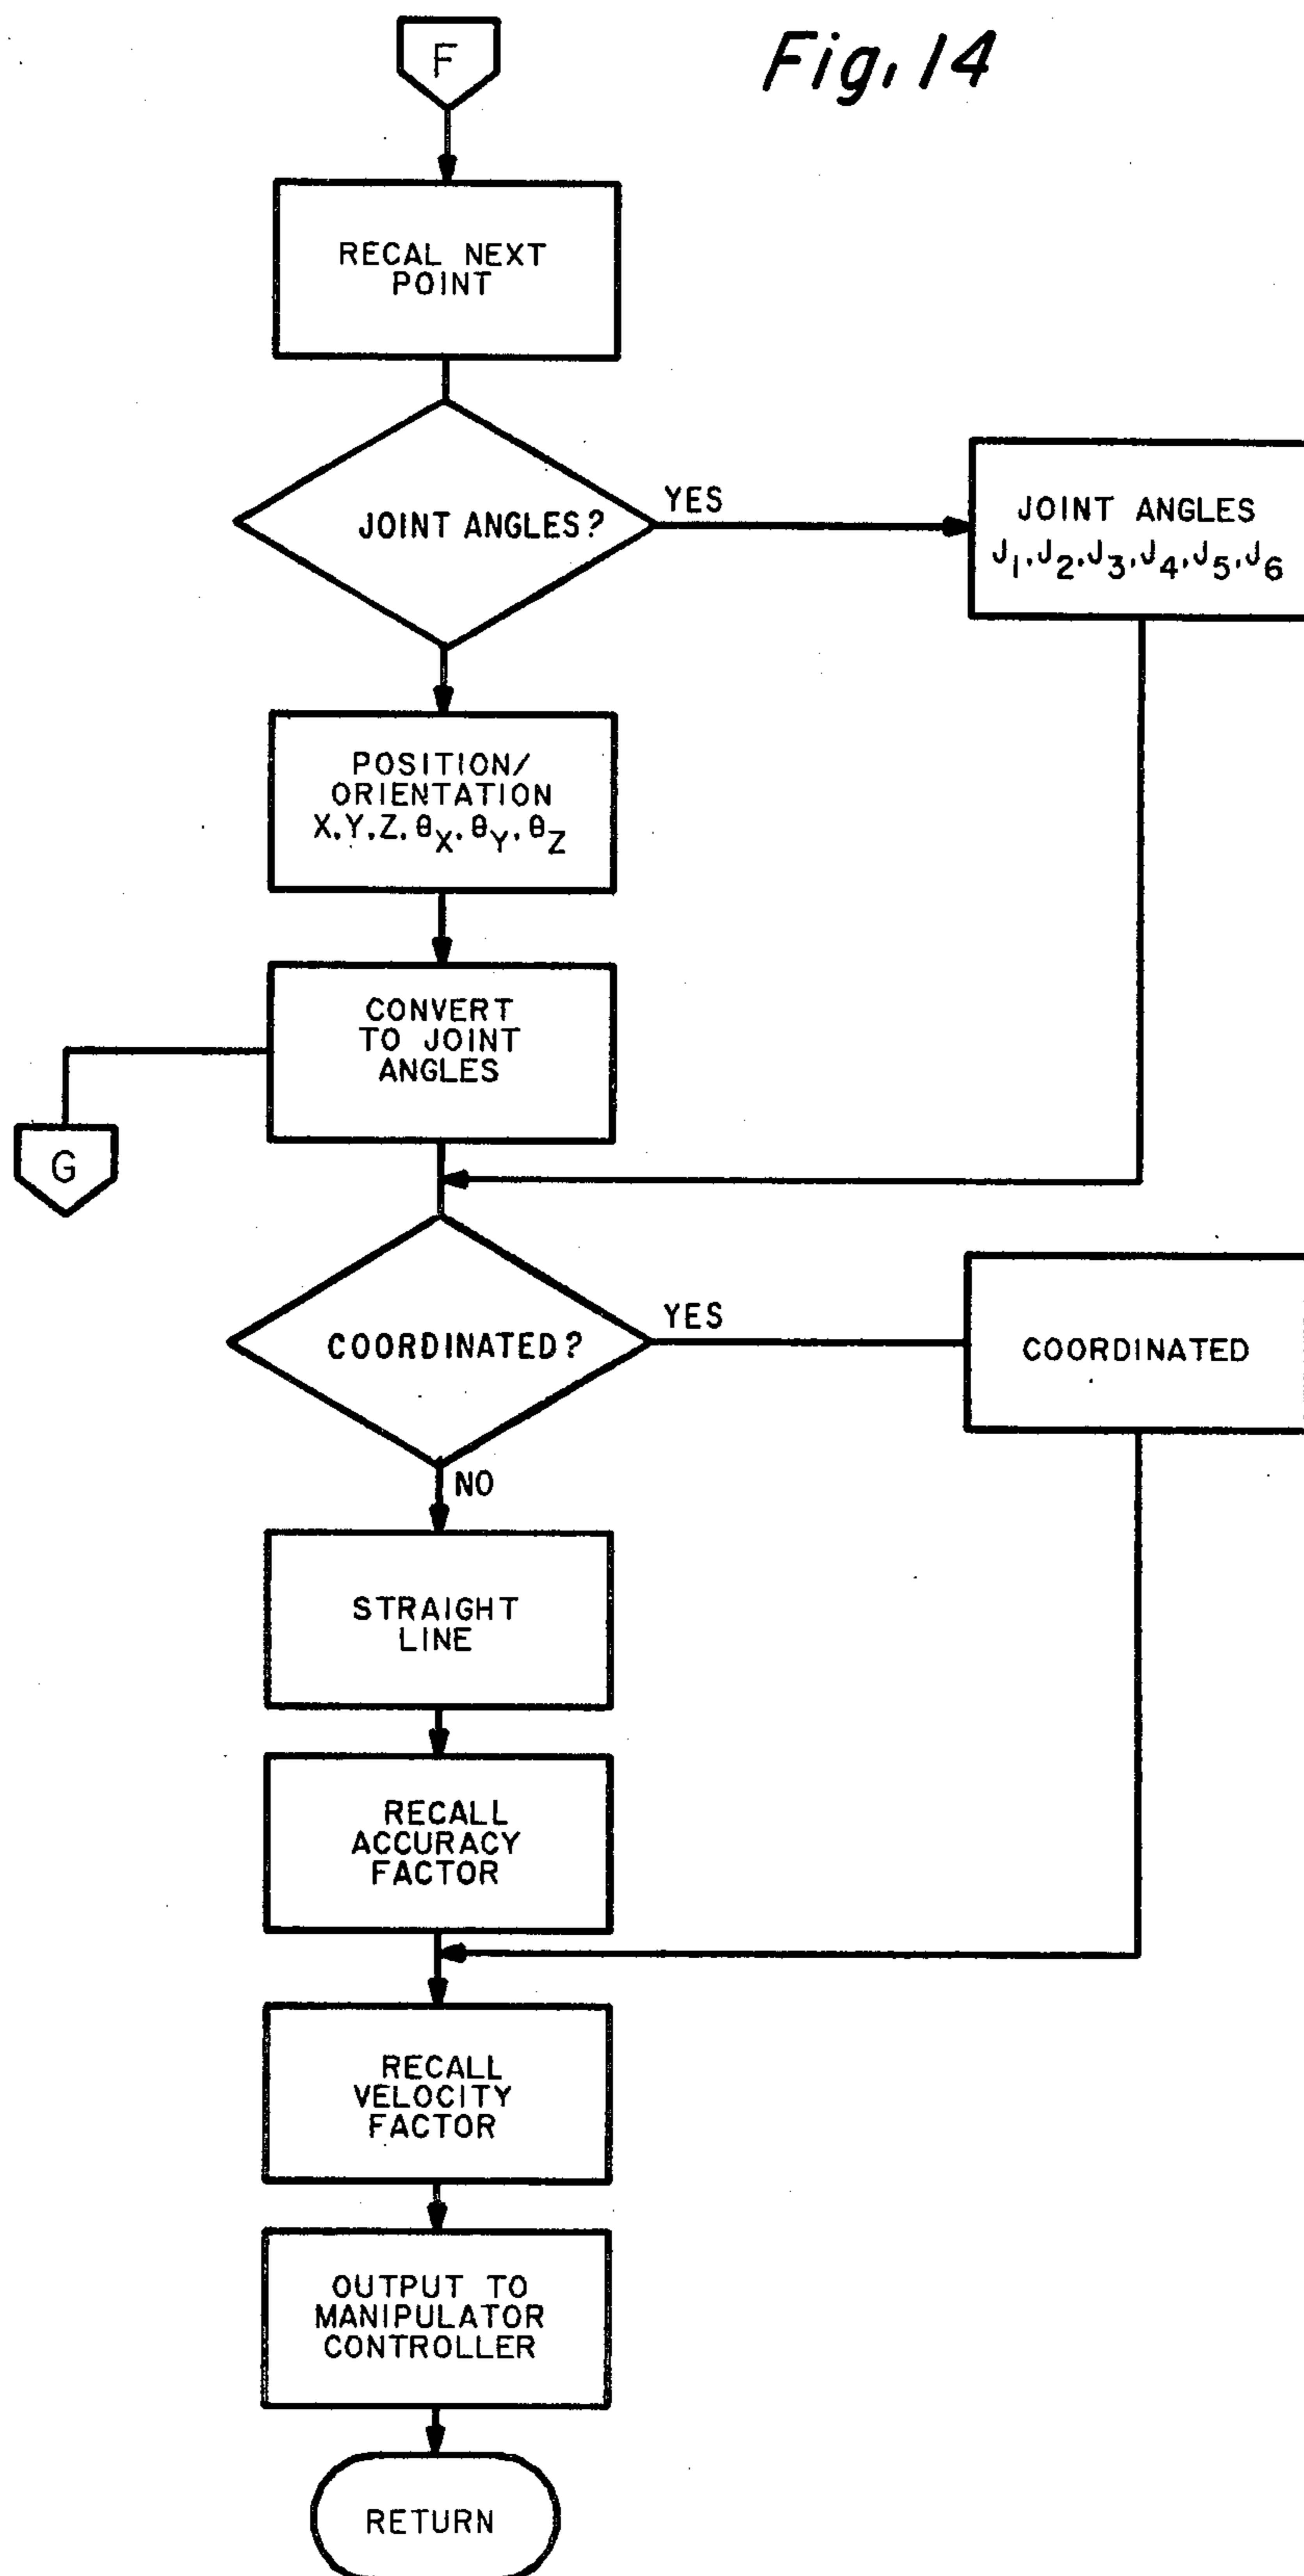 Fig. 14
F
RECAL NEXT
POINT
JOINT ANGLES?
YES
JOINT ANGLES
J1, J2, J3, J4, J5, J6
POSITION/
ORIENTATION
X, Y, Z, θX, θY, θZ
CONVERT
TO JOINT
ANGLES
G
COORDINATED?
YES
COORDINATED
NO
STRAIGHT
LINE
RECALL
ACCURACY
FACTOR
RECALL
VELOCITY
FACTOR
OUTPUT TO
MANIPULATOR
CONTROLLER
RETURN